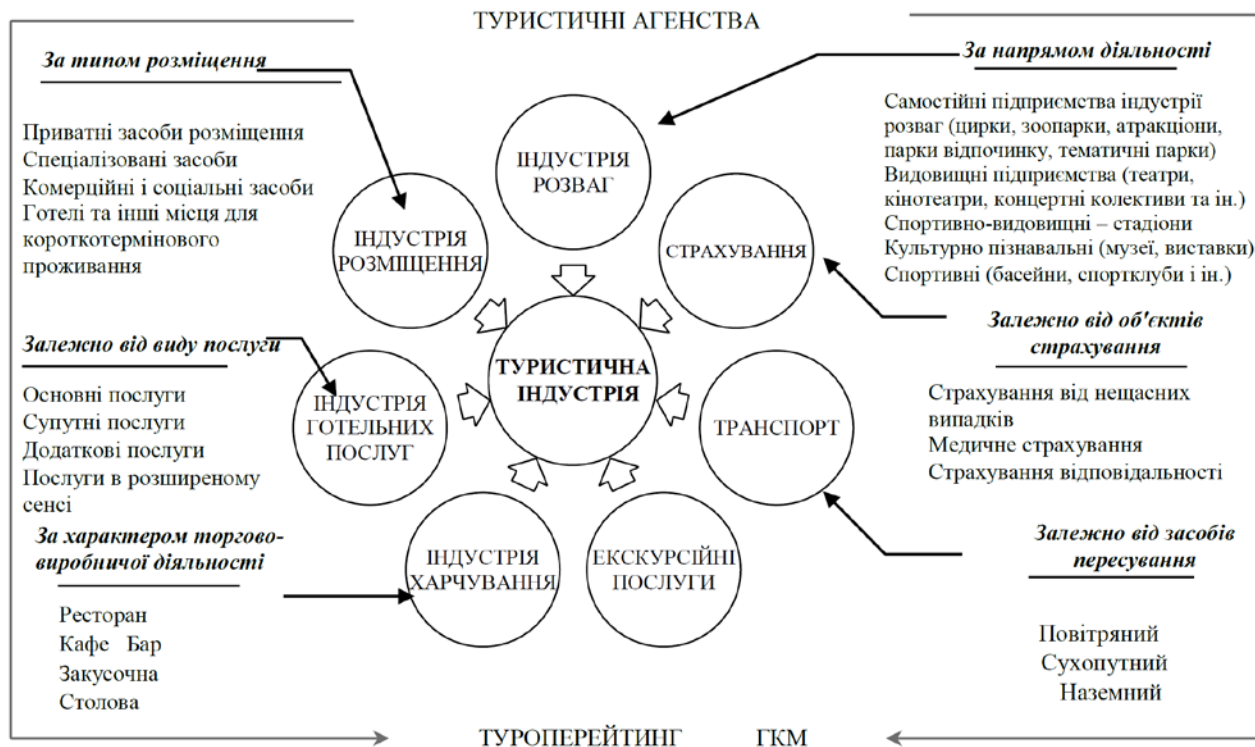 ТУРИСТИЧНІ АГЕНСТВА
За типом розміщення
Приватні засоби розміщення
Спеціалізовані засоби
Комерційні і соціальні засоби
Готелі та інші місця для
короткотермінового
проживання
Залежно від виду послуги
Основні послуги
Супутні послуги
Додаткові послуги
Послуги в розширеному
сенсі
За характером торгово-
виробничої діяльності
Ресторан
Кафе Бар
Закусочна
Столова
ІНДУСТРІЯ
РОЗВАГ
ІНДУСТРІЯ
РОЗМІЩЕННЯ
СТРАХУВАННЯ
ТУРИСТИЧНА
ІНДУСТРІЯ
ІНДУСТРІЯ
ГОТЕЛЬНИХ
ПОСЛУГ
ТРАНСПОРТ
ІНДУСТРІЯ
ХАРЧУВАННЯ
ЕКСКУРСІЙНІ
ПОСЛУГИ
За напрямом діяльності
Самостійні підприємства індустрії
розваг (цирки, зоопарки, атракціони,
парки відпочинку, тематичні парки)
Видовищні підприємства (театри,
кінотеатри, концертні колективи та ін.)
Спортивно-видовищні – стадіони
Культурно пізнавальні (музеї, виставки)
Спортивні (басейни, спортклуби і ін.)
Залежно від об'єктів
страхування
Страхування від нещасних
випадків
Медичне страхування
Страхування відповідальності
Залежно від засобів
пересування
Повітряний
Сухопутний
Наземний
ТУРОПЕРЕЙТИНГ ГКМ